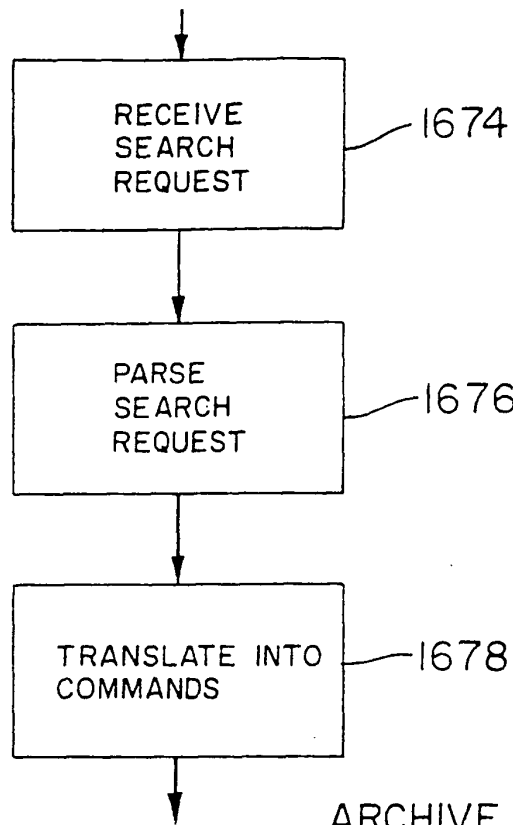 RECEIVE
SEARCH
REQUEST
1674
PARSE
SEARCH
REQUEST
1676
TRANSLATE INTO
COMMANDS
1678
ARCHIVE